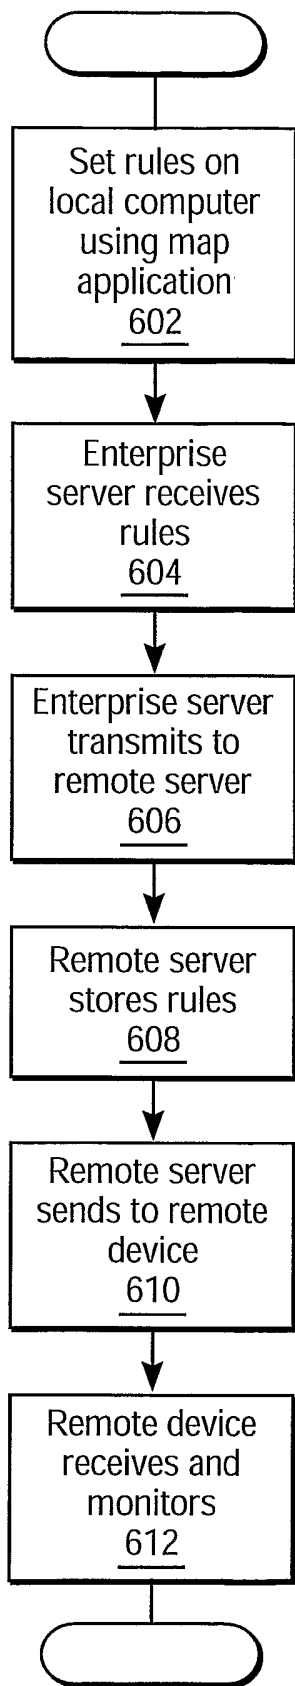 Set rules on
local computer
using map
application
602
Enterprise
server receives
rules
604
Enterprise server
transmits to
remote server
606
Remote server
stores rules
608
Remote server
sends to remote
device
610
Remote device
receives and
monitors
612